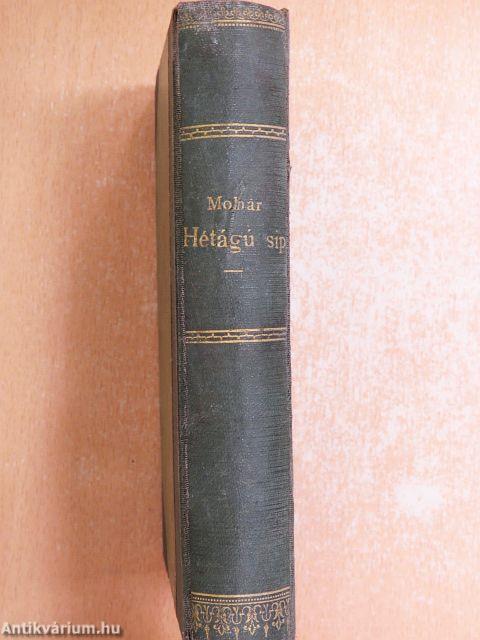 Molnár
Hétágú síp
Antikvárium.hu